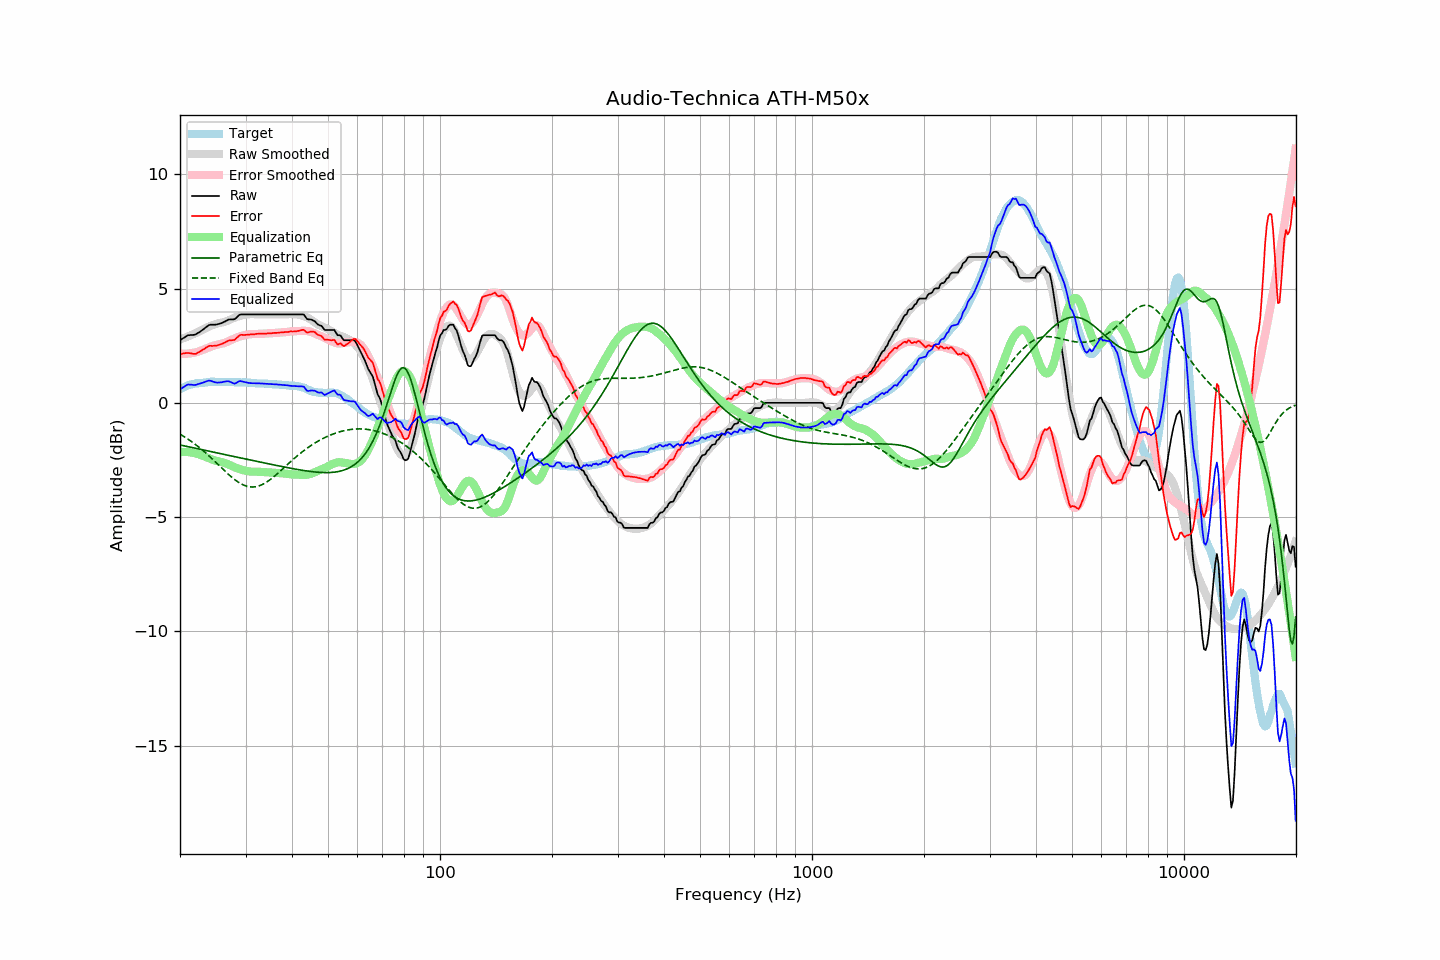 Audio-Technica ATH-M50x
Target
Raw Smoothed
Error Smoothed
Raw
Error
Equalization
Parametric Eq
Fixed Band Eq
Equalized
10
5
0
−5
−10
−15
Amplitude (dBr)
100
1000
10000
Frequency (Hz)